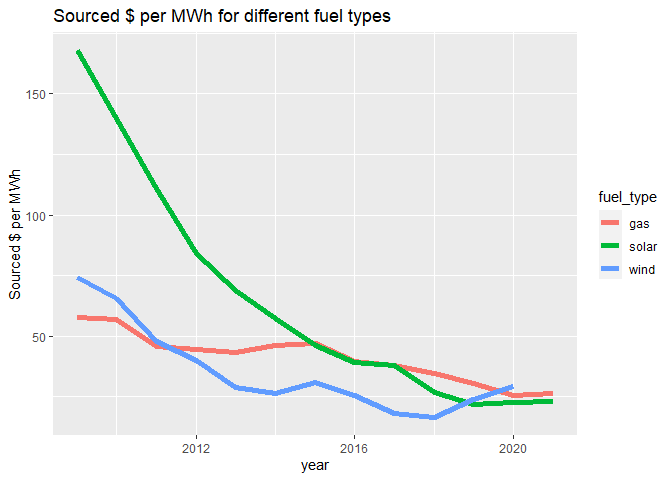 Sourced $ per MWh for different fuel types
Sourced $ per MWh
150
100
50
2012
2016
2020
year
fuel_type
gas
solar
wind